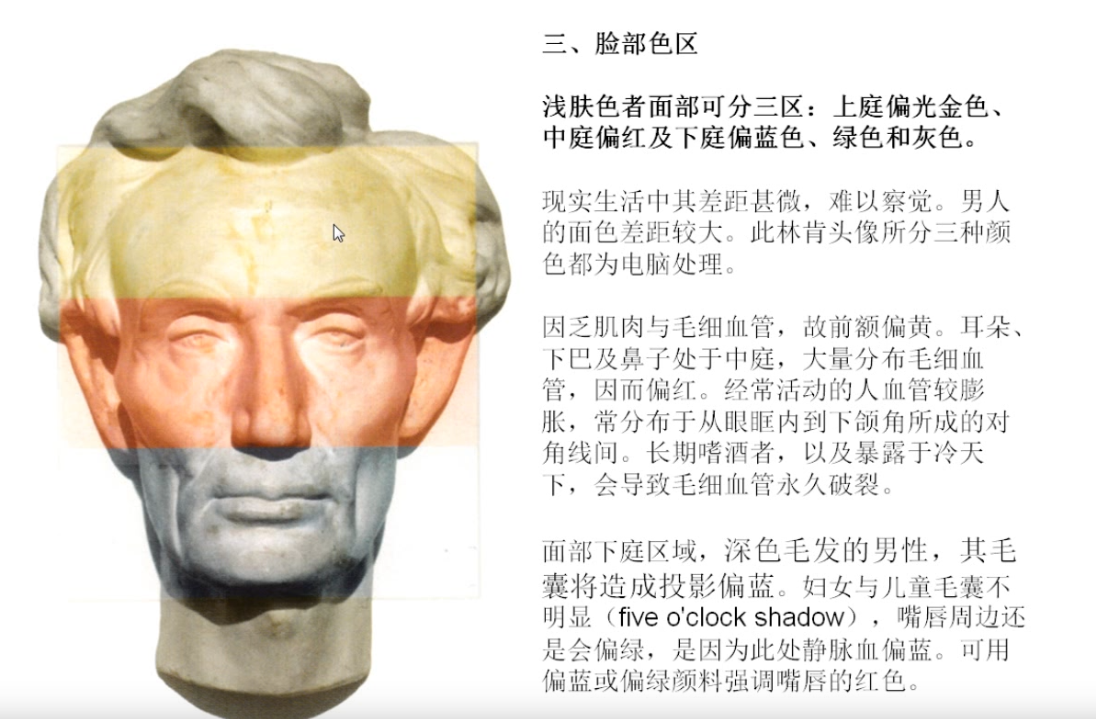 三、脸部色区
浅肤色者面部可分三区：上庭偏光金色、
中庭偏红及下庭偏蓝色、绿色和灰色。
现实生活中其差距甚微，难以察觉。男人
的面色差距较大。此林肯头像所分三种颜
色都为电脑处理。
因乏肌肉与毛细血管，故前额偏黄。耳朵、
下巴及鼻子处于中庭，大量分布毛细血
管，因而偏红。经常活动的人血管较膨
胀，常分布于从眼眶内到下颌角所成的对
角线间。长期嗜酒者，以及暴露于冷天
下，会导致毛细血管永久破裂。
面部下庭区域，深色毛发的男性，其毛
囊将造成投影偏蓝。妇女与儿童毛囊不
明显（five o'clock shadow），嘴唇周边还
是会偏绿，是因为此处静脉血偏蓝。可用
偏蓝或偏绿颜料强调嘴唇的红色。